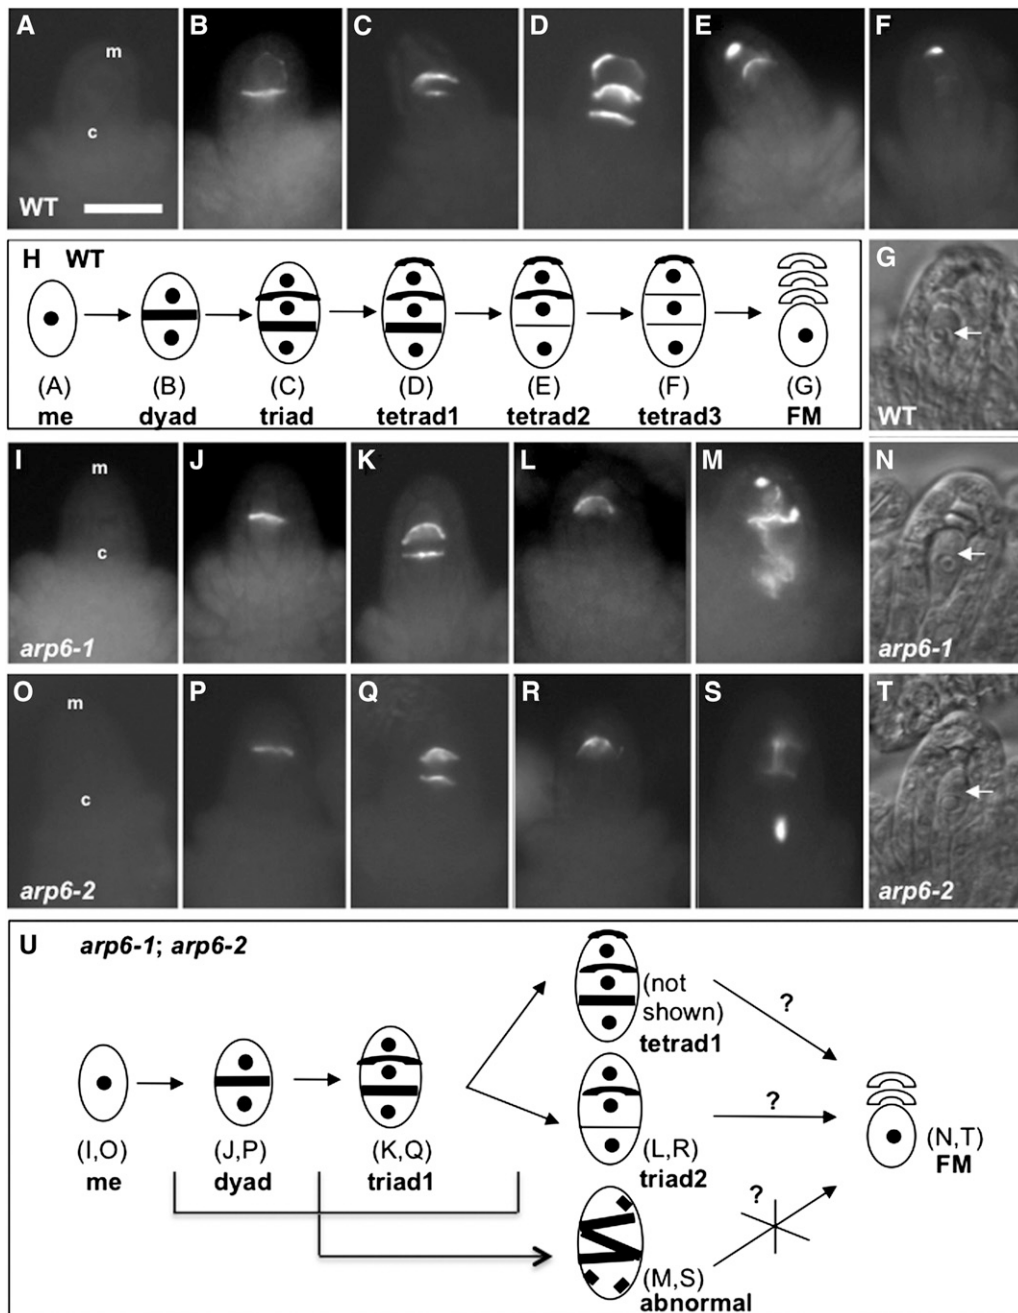 A
m
c
WT
B
C
D
E
F
H WT
(A)
me
(B)
dyad
(C)
triad
(D)
tetrad1
(E)
tetrad2
(F)
tetrad3
(G)
FM
G
WT
I
m
c
arp6-1
J
K
L
M
N
arp6-1
O
m
c
arp6-2
P
Q
R
S
T
arp6-2
U arp6-1; arp6-2
(I,O)
me
(J,P)
dyad
(K,Q)
triad1
(not
shown)
tetrad1
?
(L,R)
triad2
?
(M,S)
abnormal
?
(N,T)
FM